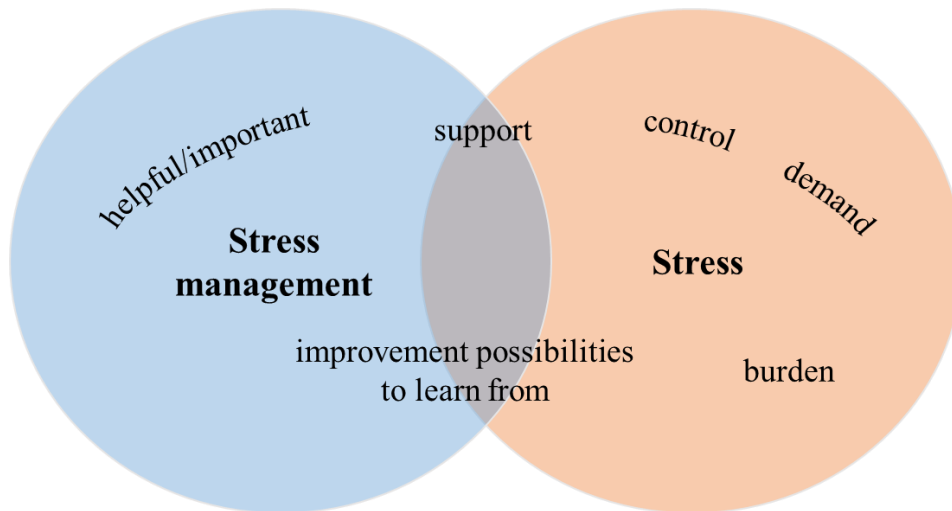 helpful/important
support
control
demand
Stress
management
Stress
improvement possibilities
to learn from
burden